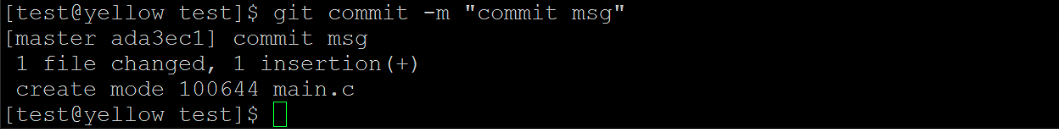 [test@yellow test]$ git commit -m "commit msg"
[master ada3ec1] commit msg
1 file changed, 1 insertion(+)
create mode 100644 main.c
[test@yellow test]$